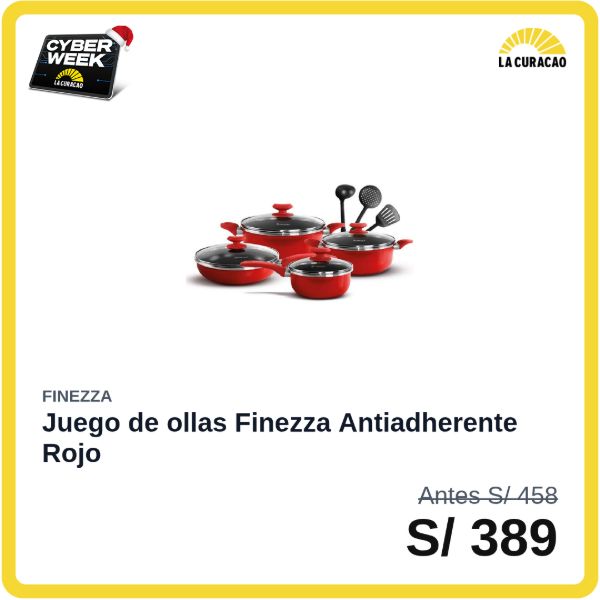 CYBER
WEEK
LA CURACAO
LA CURACAO
FINEZZA
Juego de ollas Finezza Antiadherente
Rojo
Antes S/ 458
S/ 389